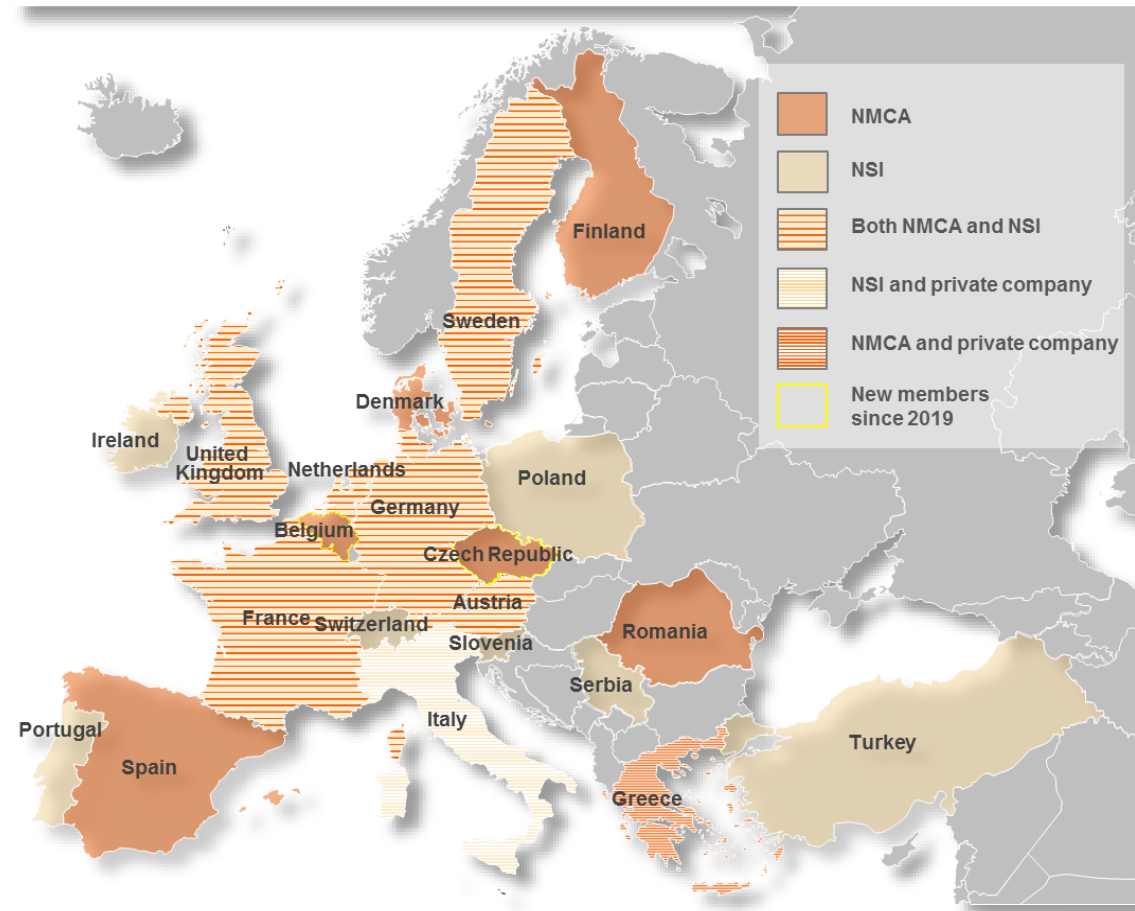 NMCA
NSI
Both NMCA and NSI
NSI and private company
NMCA and private company
New members
since 2019
Finland
Sweden
Denmark
Ireland
United
Kingdom
Netherlands
Poland
Germany
Belgium
Czech Republic
Austria
France
Switzerland
Slovenia
Romania
Serbia
Portugal
Italy
Spain
Turkey
Greece